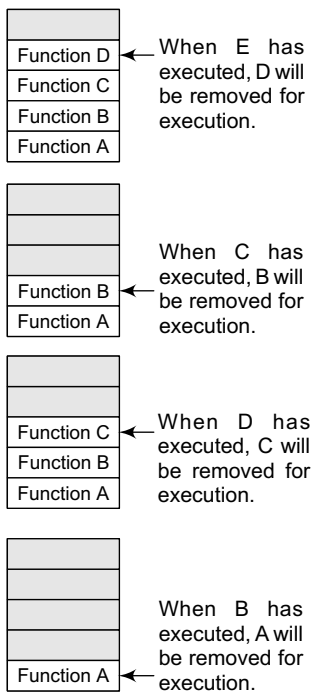 Function D
Function C
Function B
Function A
When E has
executed, D will
be removed for
execution.
Function B
Function A
When C has
executed, B will
be removed for
execution.
Function C
Function B
Function A
When D has
executed, C will
be removed for
execution.
Function A
When B has
executed, A will
be removed for
execution.